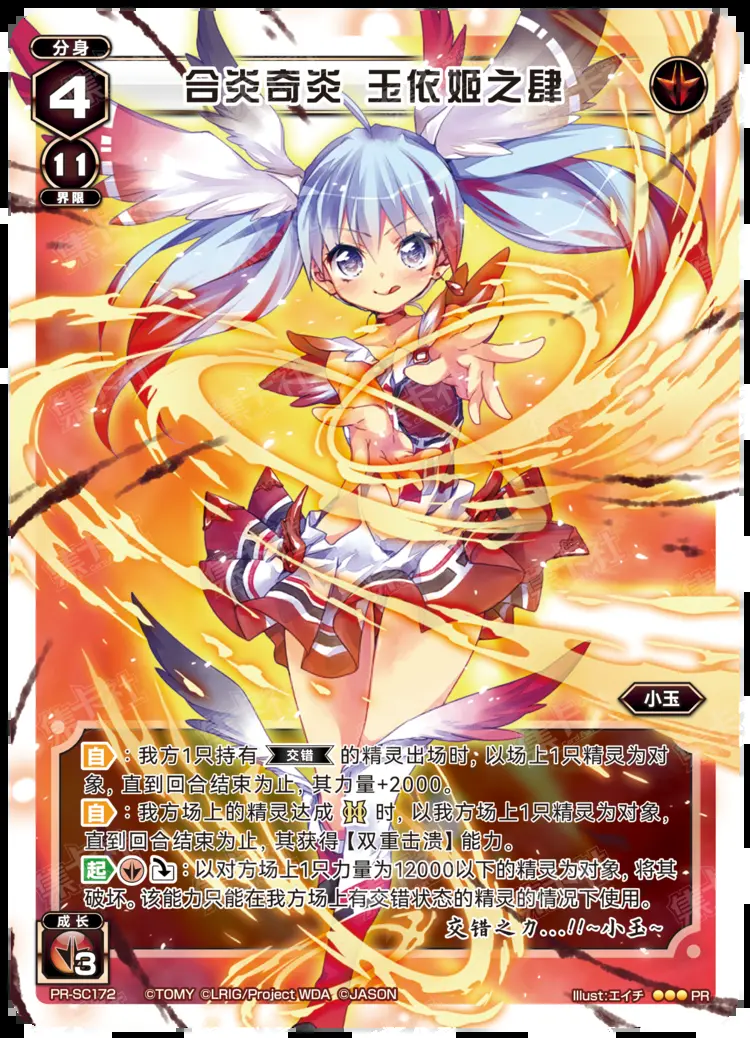 分身
4
合炎奇炎 玉依姬之肆
11
界限
小玉
自：我方1只持有 交错 的精灵出场时，以场上1只精灵为对
象，直到回合结束为止，其力量+2000。
自：我方场上的精灵达成 时，以我方场上1只精灵为对象，
直到回合结束为止，其获得【双重击溃】能力。
起 ：以对方场上1只力量为12000以下的精灵为对象，将其
破坏。该能力只能在我方场上有交错状态的精灵的情况下使用。
交错之力...!!~小玉~
成长
3
PR-SC172 ©TOMY ©LRIG/Project WDA ©JASON Illust:エイチ PR
集卡社